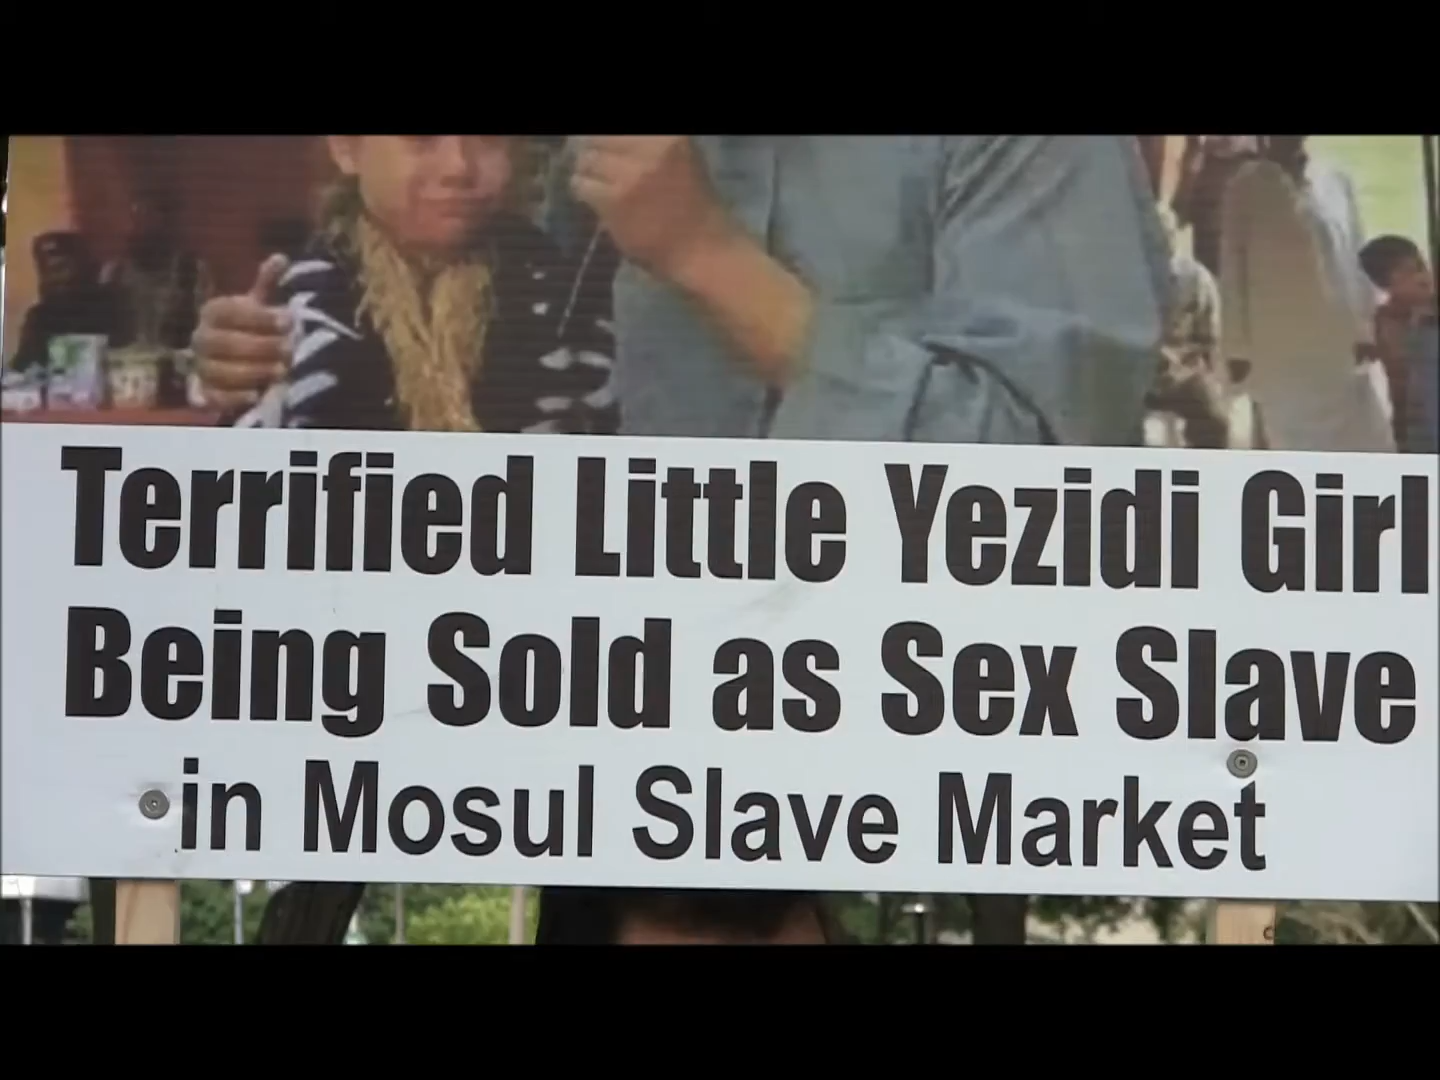 Terrified Little Yezidi Girl
Being Sold as Sex Slave
in Mosul Slave Market